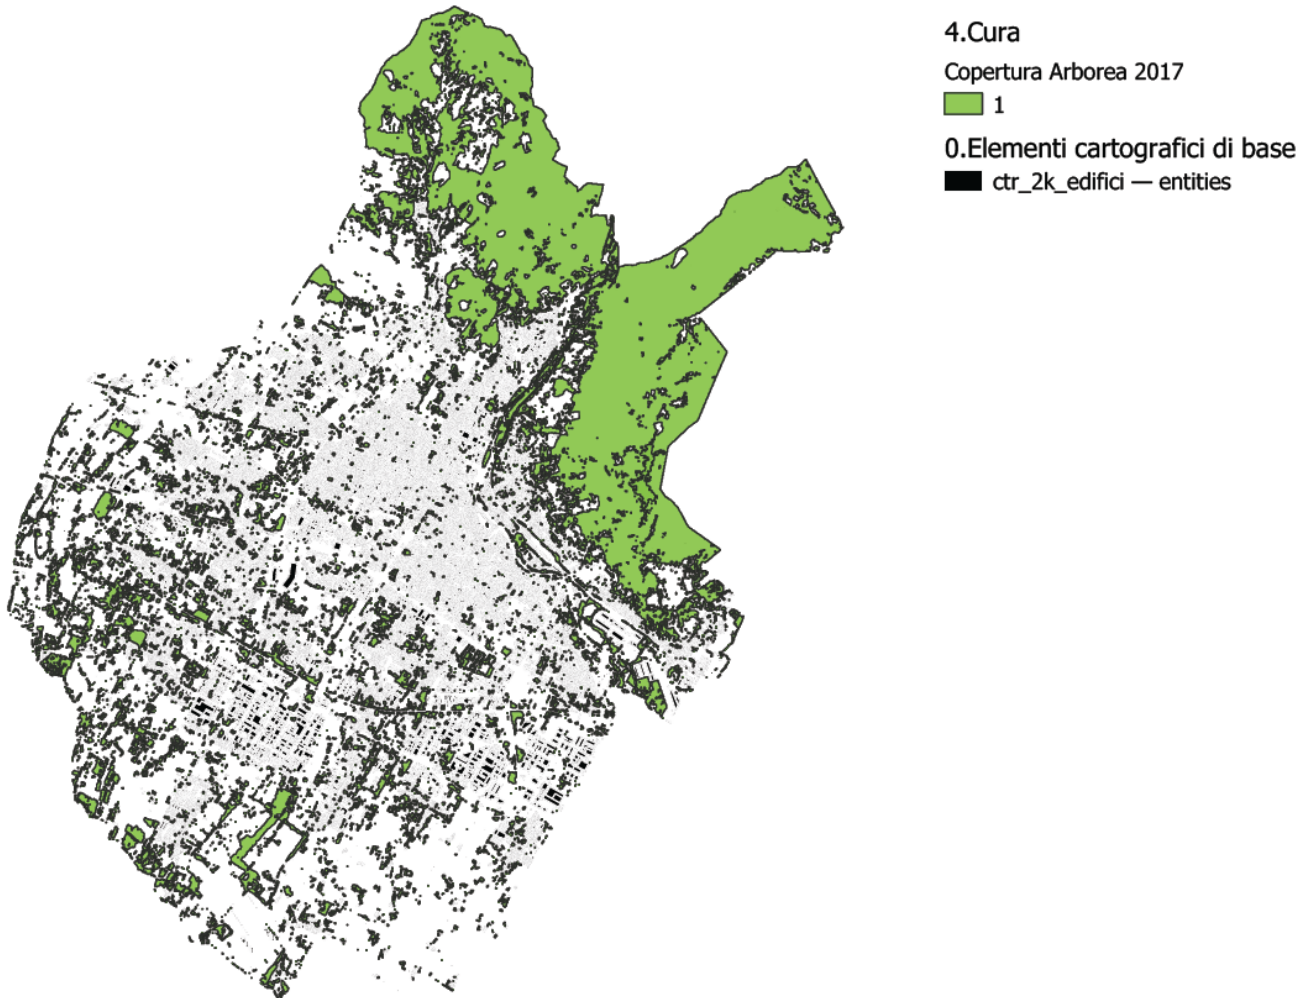 4.Cura
Copertura Arborea 2017
1
0.Elementi cartografici di base
ctr_2k_edifici — entities